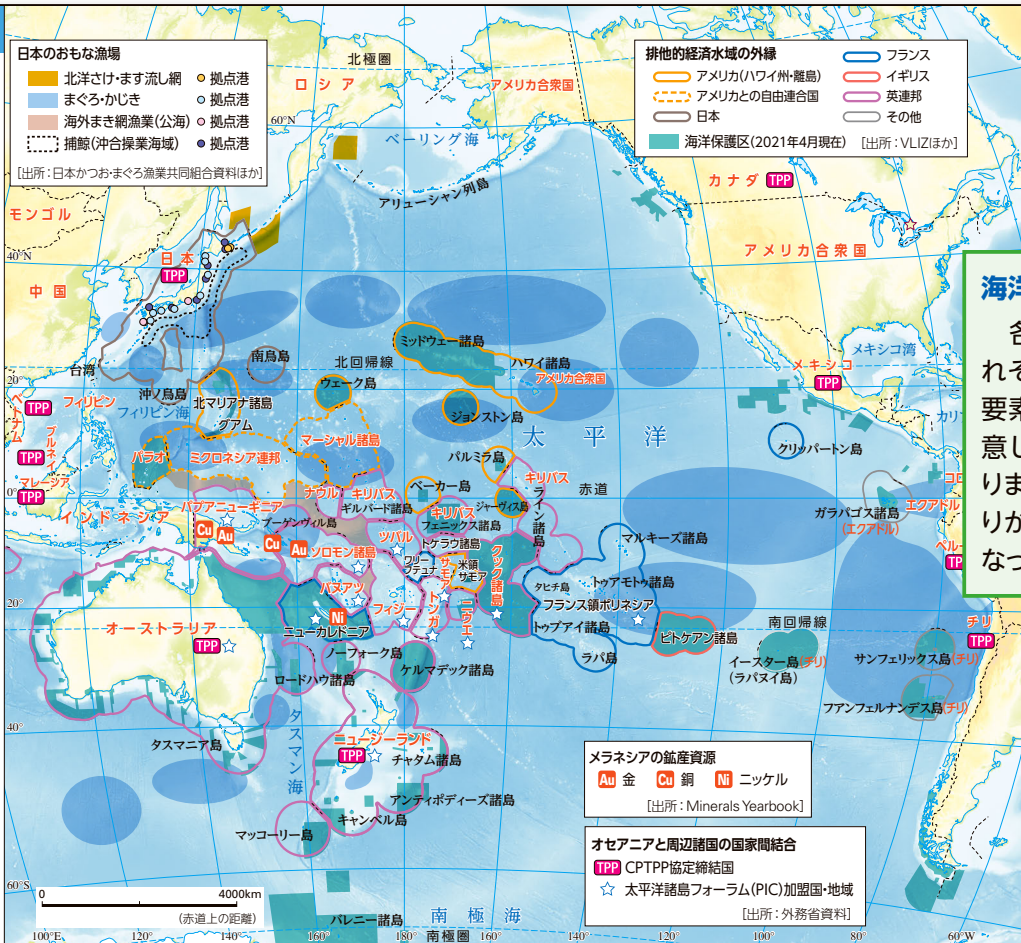 日本のおもな漁場
北洋さけ・ます流し網 拠点港
まぐろ・かじき 拠点港
海外まき網漁業(公海) 拠点港
捕鯨(沖合操業海域) 拠点港
[出所：日本かつお・まぐろ漁業共同組合資料ほか]
排他的経済水域の外縁
アメリカ(ハワイ州・離島)
アメリカとの自由連合国
日本
フランス
イギリス
英連邦
その他
海洋保護区(2021年4月現在) [出所：VLIZほか]
北極圏
ロシア
アメリカ合衆国
60°N
ベーリング海
アリューシャン列島
カナダ TPP
モンゴル
40°N
日本
TPP
中国
アメリカ合衆国
海洋
各
れそ
要素
意し
りま
りが
なつ
台湾
南鳥島
北回帰線
ミッドウェー諸島
ハワイ諸島
アメリカ合衆国
メキシコ湾
メキシコ
TPP
20°
沖ノ鳥島
ウェーク島
ベトナム
TPP
フィリピン
フィリピン海
北マリアナ諸島
グアム
ジョンストン島
カリ
太平洋
クリッパートン島
ブルネイ
TPP
パラオ
ミクロネシア連邦
マーシャル諸島
パルミラ島
マレーシア
TPP
0°
ナウル
キリバス
ギルバート諸島
ベーカー島
キリバス
フェニックス諸島
ジャーヴィス島
キリバス
ライン諸島
赤道
コロ
エクアドル
ガラパゴス諸島
(エクアドル)
インドネシア
パプアニューギニア
Cu Au
ブーゲンヴィル島
Cu
Au
ソロモン諸島
ツバル
トケラウ諸島
マルキーズ諸島
ペルー
TPP
ワリー
フテュナ
サモア
米領
サモア
クック諸島
バヌアツ
タヒチ島
トゥアモトゥ諸島
フランス領ポリネシア
20°
Ni
ニューカレドニア
フィジー
トンガ
ニウエ
トゥブアイ諸島
ピトケアン諸島
南回帰線
チリ
TPP
オーストラリア
TPP
ノーフォーク島
ロードハウ諸島
ケルマデック諸島
ラパ島
イースター島(チリ)
(ラパヌイ島)
サンフェリックス島(チリ)
フアンフェルナンデス島(チリ)
40°
タスマニア島
タスマン海
ニュージーランド
TPP
チャタム諸島
アンティポディーズ諸島
キャンベル島
マッコーリー島
メラネシアの鉱産資源
Au 金 Cu 銅 Ni ニッケル
[出所：Minerals Yearbook]
オセアニアと周辺諸国の国家間結合
TPP CPTPP協定締結国
太平洋諸島フォーラム(PIC)加盟国・地域
[出所：外務省資料]
60°S
0 4000km
(赤道上の距離)
バレニー諸島
南極海
南極圏
100°E 120° 140° 160° 180° 160° 140° 120° 100° 80° 60°W